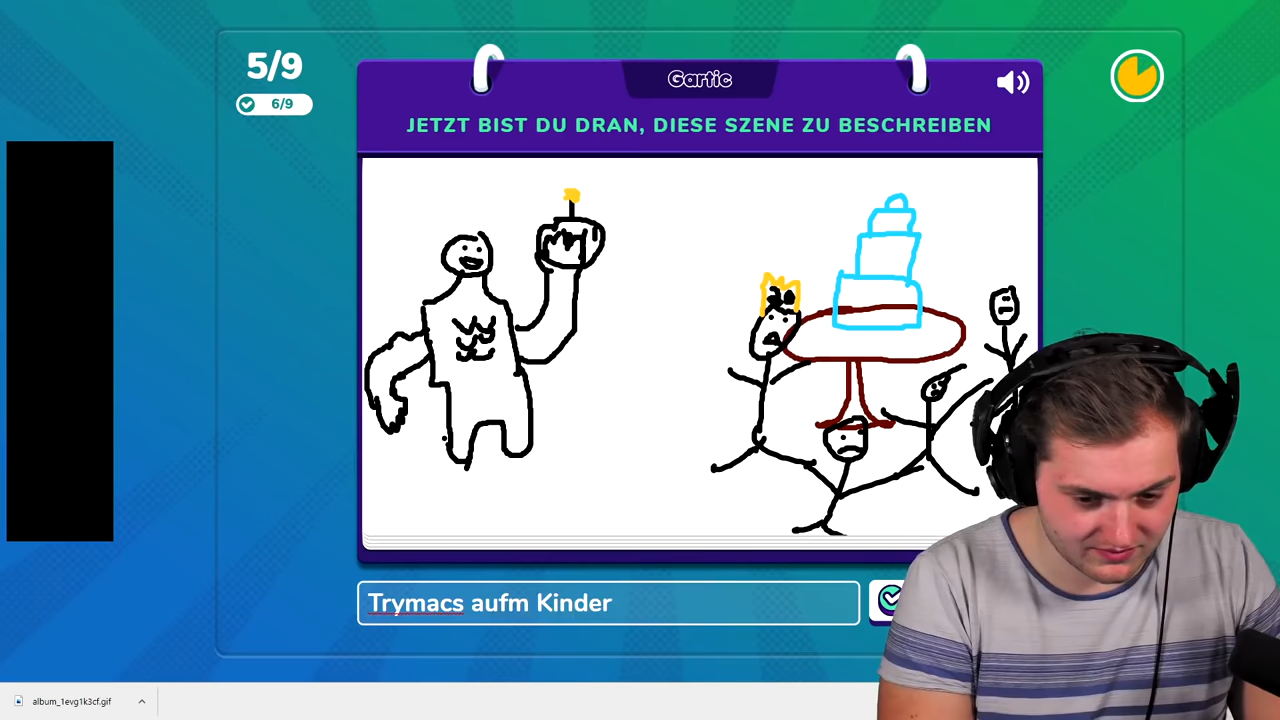 5/9
6/9
Gartic
JETZT BIST DU DRAN, DIESE SZENE ZU BESCHREIBEN
Trymacs aufm Kinder
album_1evg1k3cf.gif